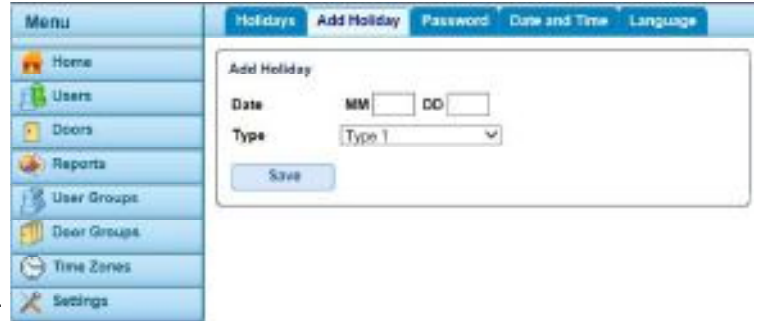 Menu
Home
Users
Doors
Reports
User Groups
Door Groups
Time Zones
Settings
Holidays Add Holiday Password Date and Time Language
Add Holiday
Date MM DD
Type Type 1
Save